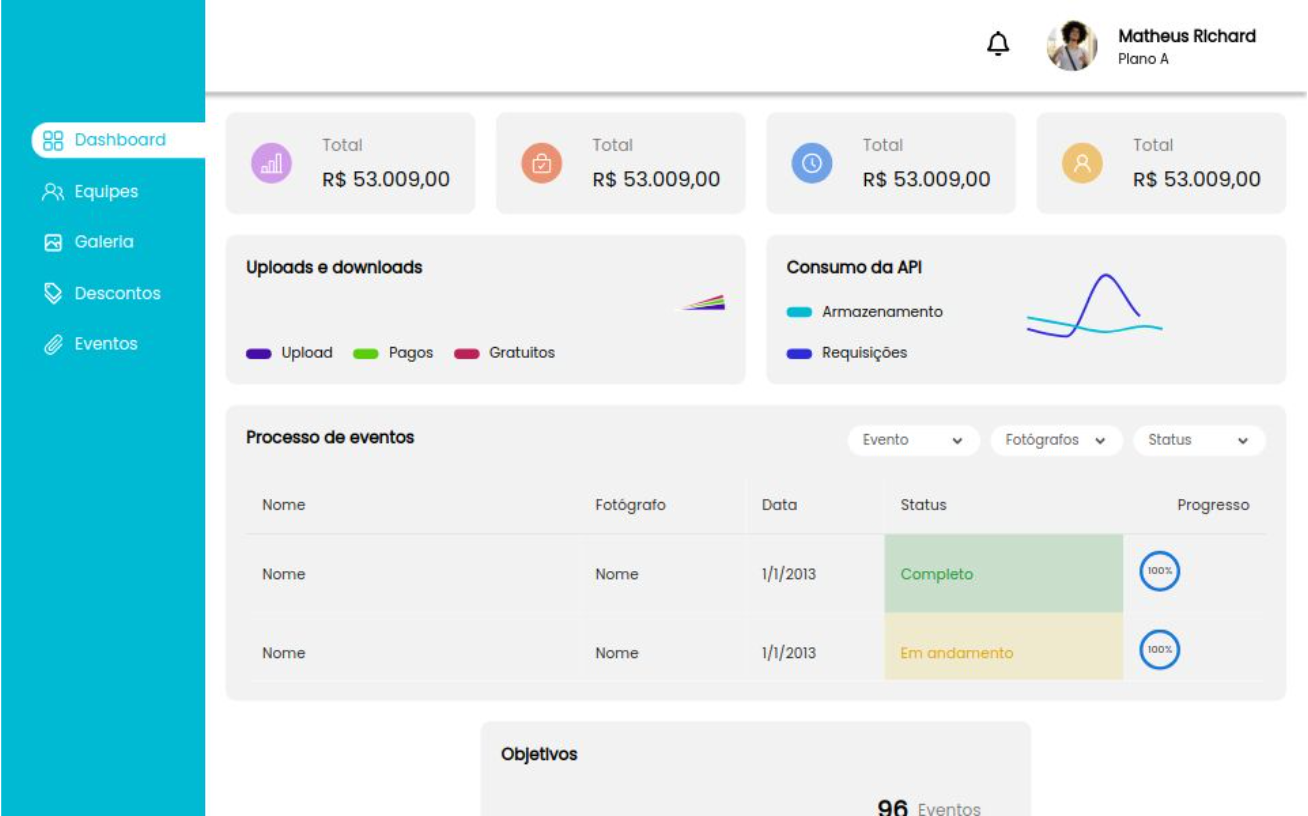 Matheus Richard
Plano A
Dashboard
Equipes
Galeria
Descontos
Eventos
Total
R$ 53.009,00
Total
R$ 53.009,00
Total
R$ 53.009,00
Total
R$ 53.009,00
Uploads e downloads
Upload Pagos Gratuitos
Consumo da API
Armazenamento
Requisições
Processo de eventos
Evento Fotógrafos Status
Nome Fotógrafo Data Status Progresso
Nome Nome 1/1/2013 Completo 100%
Nome Nome 1/1/2013 Em andamento 100%
Objetivos
96 Eventos